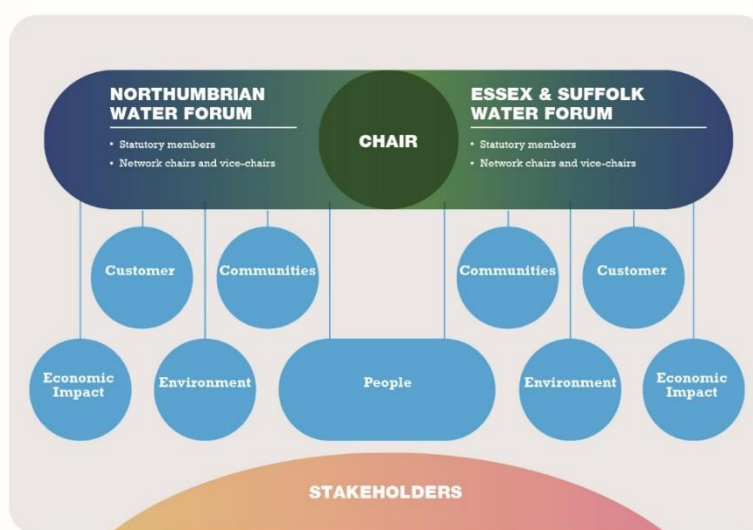 NORTHUMBRIAN
WATER FORUM
• Statutory members
• Network chairs and vice-chairs
CHAIR
ESSEX & SUFFOLK
WATER FORUM
• Statutory members
• Network chairs and vice-chairs
Customer
Communities
Communities
Customer
Economic
Impact
Environment
People
Environment
Economic
Impact
STAKEHOLDERS